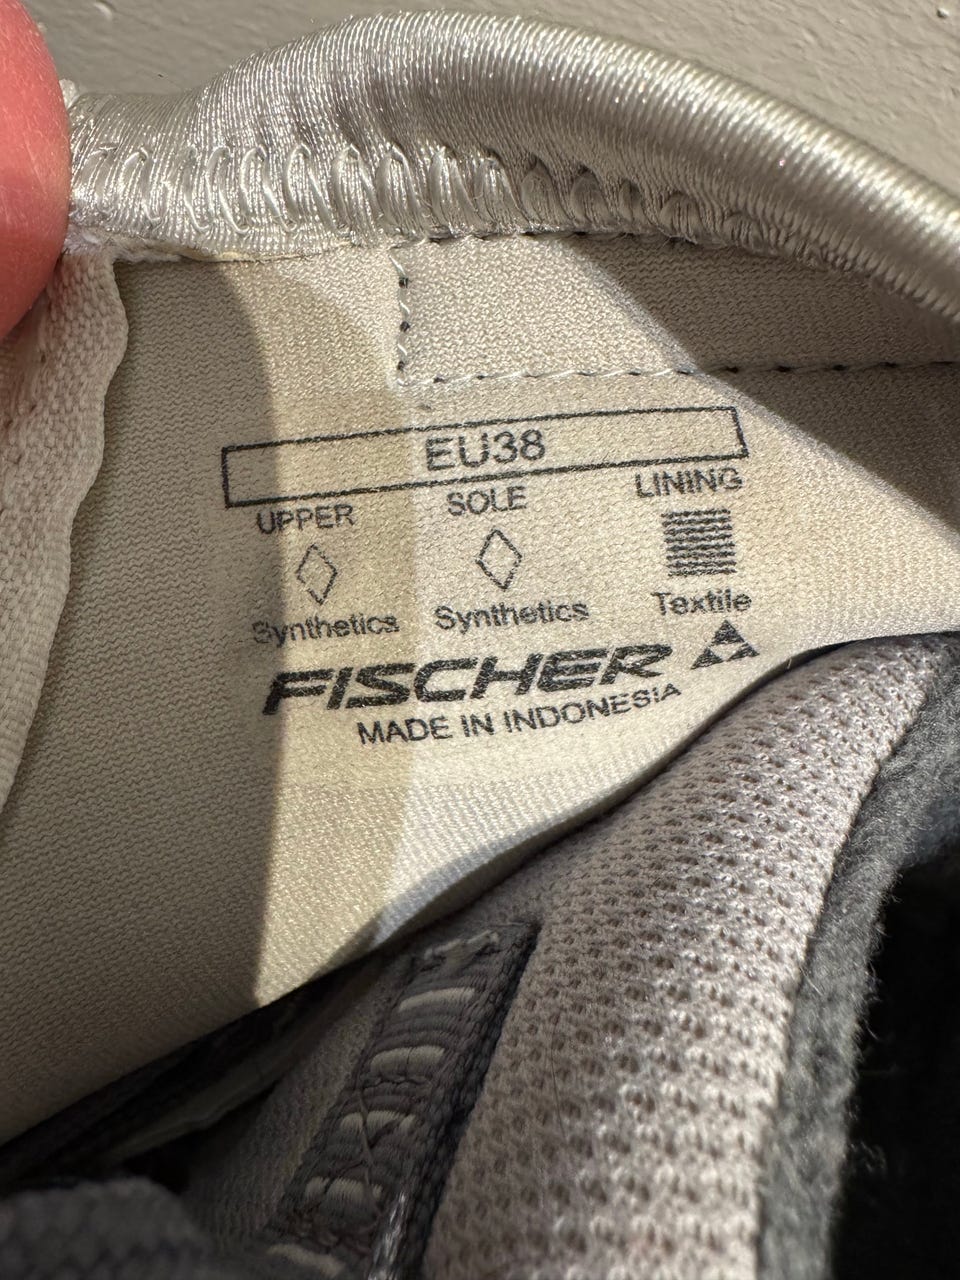 EU38
UPPER SOLE LINING
Synthetics Synthetics Textile
FISCHER
MADE IN INDONESIA